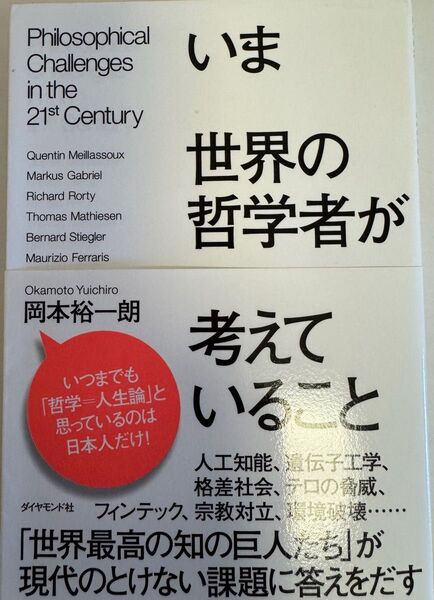 Philosophical
Challenges
in the
21st Century
いま
世界の
哲学者が
Quentin Meillassoux
Markus Gabriel
Richard Rorty
Thomas Mathiesen
Bernard Stiegler
Maurizio Ferraris
Okamoto Yuichiro
岡本裕一朗
考えて
いること
いつまでも
「哲学=人生論」と
思っているのは
日本人だけ!
人工知能、遺伝子工学、
格差社会、テロの脅威、
フィンテック、宗教対立、環境破壊……
ダイヤモンド社
「世界最高の知の巨人たち」が
現代のとけない課題に答えをだす